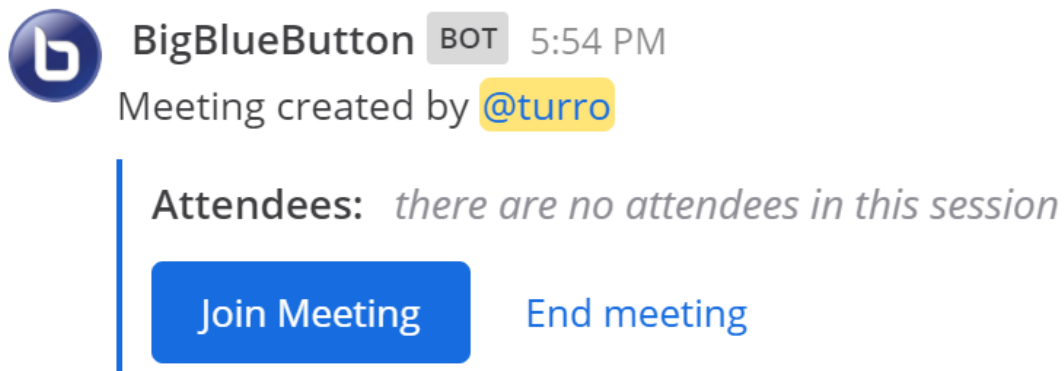 BigBlueButton BOT 5:54 PM
Meeting created by @turro
Attendees: there are no attendees in this session
Join Meeting End meeting